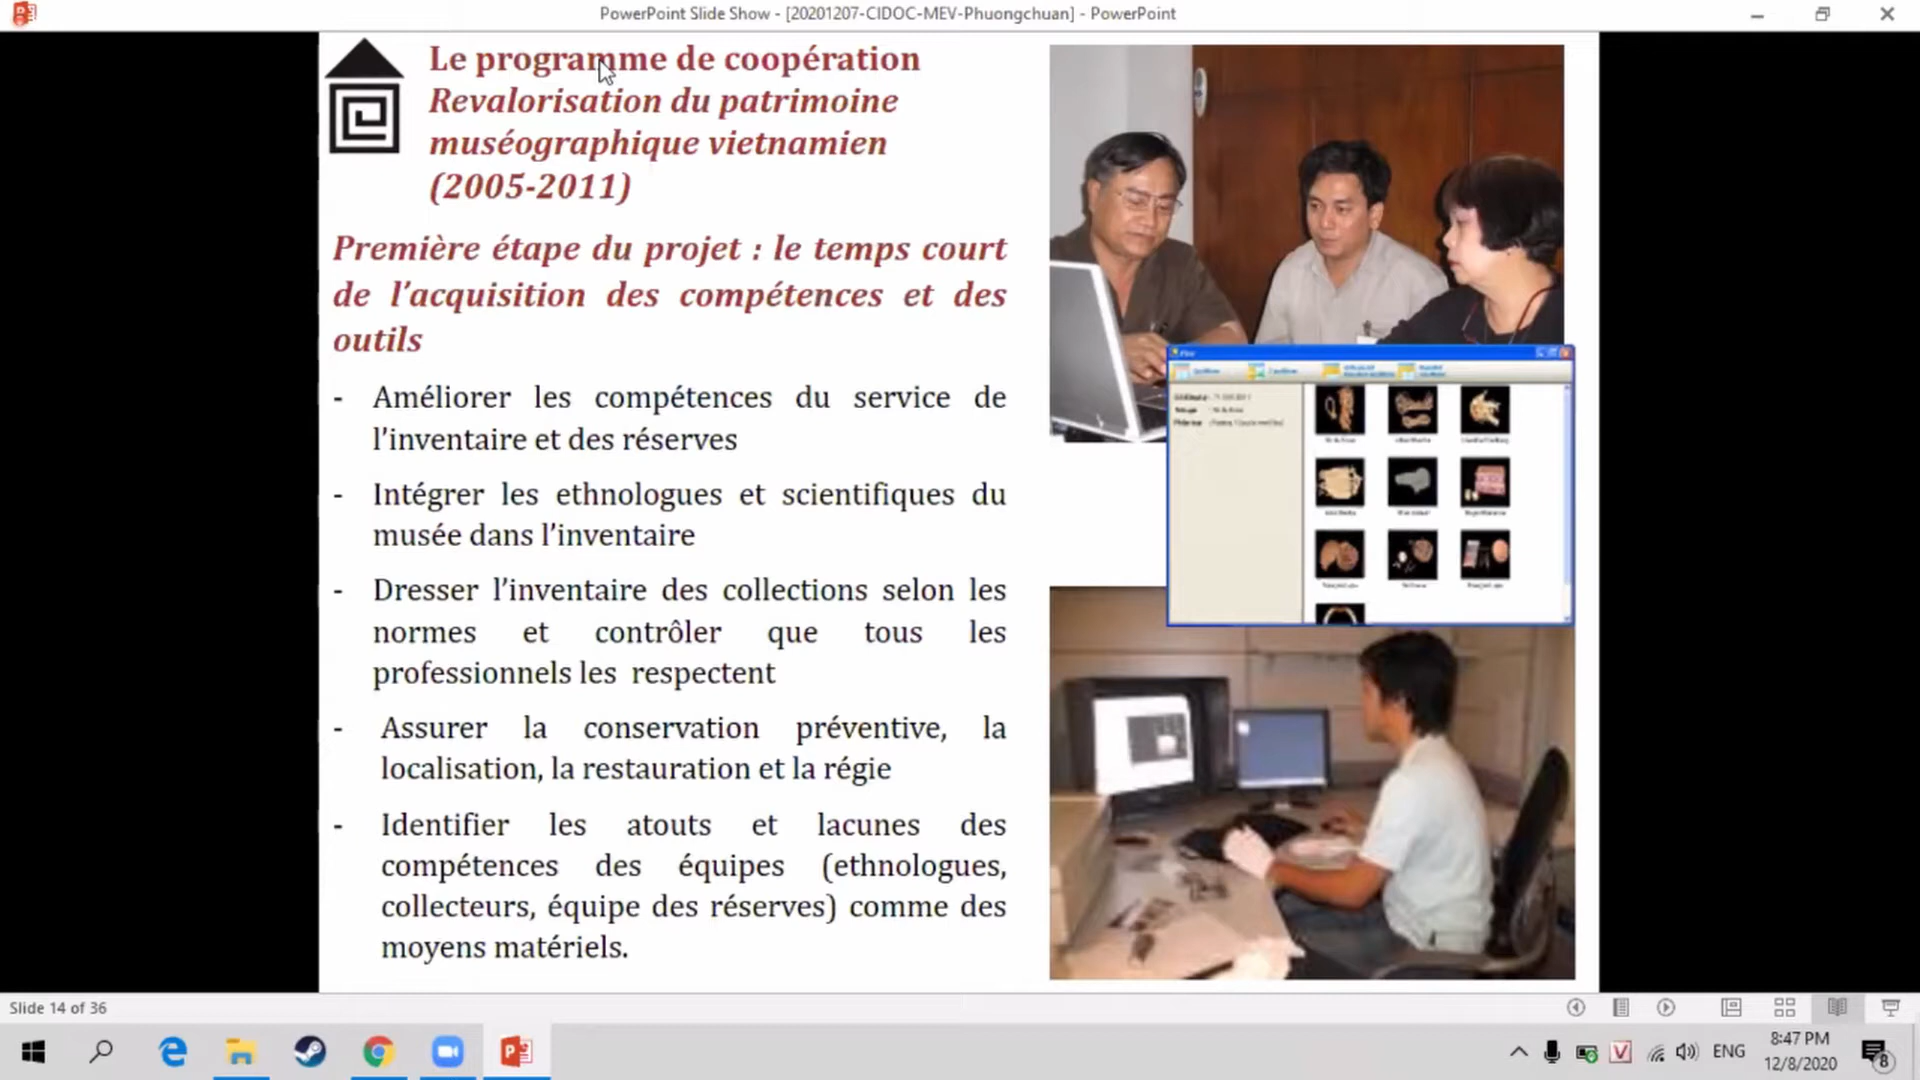 PowerPoint Slide Show - [20201207-CIDOC-MEV-Phuongchuan] - PowerPoint
Le programme de coopération
Revalorisation du patrimoine
muséographique vietnamien
(2005-2011)
Première étape du projet : le temps court
de l’acquisition des compétences et des
outils
- Améliorer les compétences du service de
l’inventaire et des réserves
- Intégrer les ethnologues et scientifiques du
musée dans l’inventaire
- Dresser l’inventaire des collections selon les
normes et contrôler que tous les
professionnels les respectent
- Assurer la conservation préventive, la
localisation, la restauration et la régie
- Identifier les atouts et lacunes des
compétences des équipes (ethnologues,
collecteurs, équipe des réserves) comme des
moyens matériels.
Slide 14 of 36
ENG
8:47 PM
12/8/2020
8